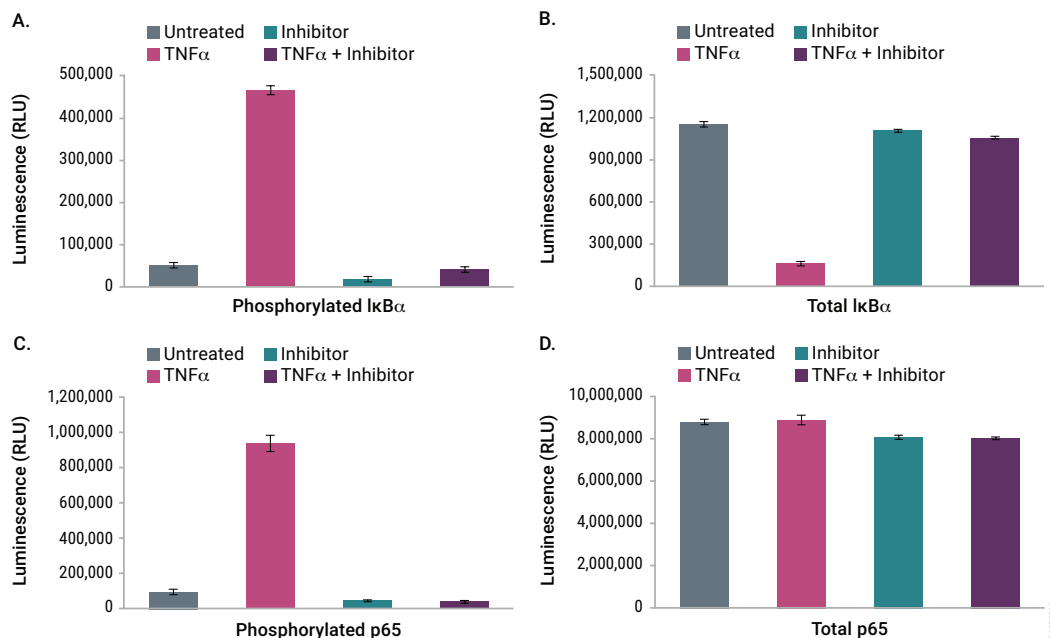 A.
Untreated Inhibitor
TNFα TNFα + Inhibitor
Luminescence (RLU)
500,000
400,000
300,000
200,000
100,000
0
Phosphorylated IκBα
B.
Untreated Inhibitor
TNFα TNFα + Inhibitor
Luminescence (RLU)
1,500,000
1,200,000
900,000
600,000
300,000
0
Total IκBα
C.
Untreated Inhibitor
TNFα TNFα + Inhibitor
Luminescence (RLU)
1,200,000
1,000,000
800,000
600,000
400,000
200,000
0
Phosphorylated p65
D.
Untreated Inhibitor
TNFα TNFα + Inhibitor
Luminescence (RLU)
10,000,000
8,000,000
6,000,000
4,000,000
2,000,000
0
Total p65